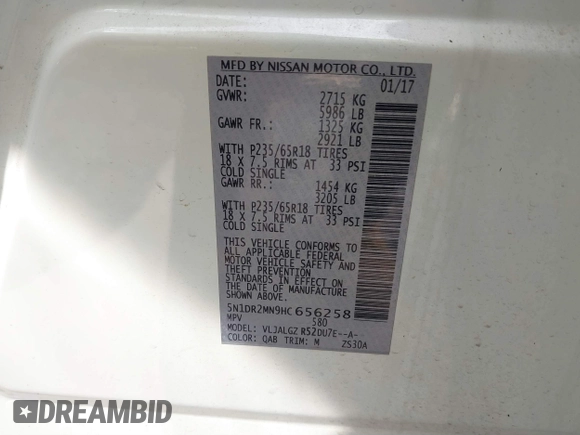 MFD BY NISSAN MOTOR CO., LTD.
DATE: 01/17
GVWR: 2715 KG
5986 LB
GAWR FR.: 1325 KG
2921 LB
WITH P235/65R18 TIRES
18 X 7.5 RIMS AT 33 PSI
COLD SINGLE
GAWR RR.: 1454 KG
3205 LB
WITH P235/65R18 TIRES
18 X 7.5 RIMS AT 33 PSI
COLD SINGLE
THIS VEHICLE CONFORMS TO
ALL APPLICABLE FEDERAL
MOTOR VEHICLE SAFETY AND
THEFT PREVENTION
STANDARDS IN EFFECT ON
THE DATE OF MANUFACTURE
SHOWN ABOVE.
5N1DR2MN9HC656258
MPV 580
MODEL: VLJALGZ R52DU7E--A-
COLOR: QAB TRIM: M ZS3DA
DREAMBID